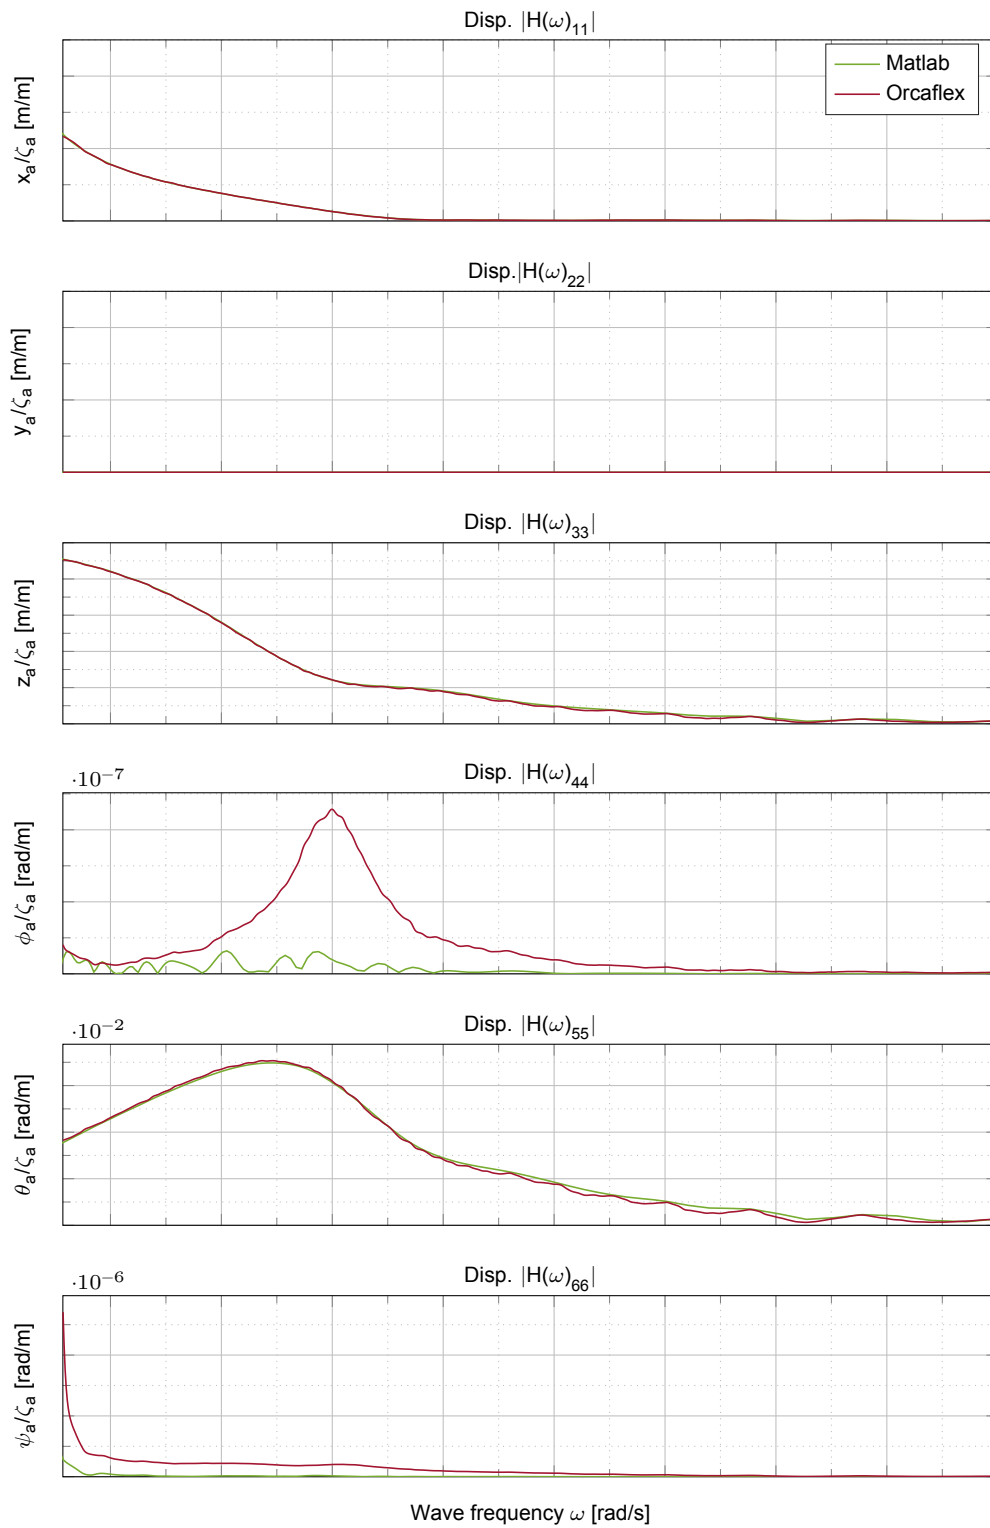 Disp. |H(ω)₁₁|
Matlab
Orcaflex
xₐ/ζₐ [m/m]
Disp.|H(ω)₂₂|
yₐ/ζₐ [m/m]
Disp. |H(ω)₃₃|
zₐ/ζₐ [m/m]
·10⁻⁷
Disp. |H(ω)₄₄|
ϕₐ/ζₐ [rad/m]
·10⁻²
Disp. |H(ω)₅₅|
θₐ/ζₐ [rad/m]
·10⁻⁶
Disp. |H(ω)₆₆|
ψₐ/ζₐ [rad/m]
Wave frequency ω [rad/s]